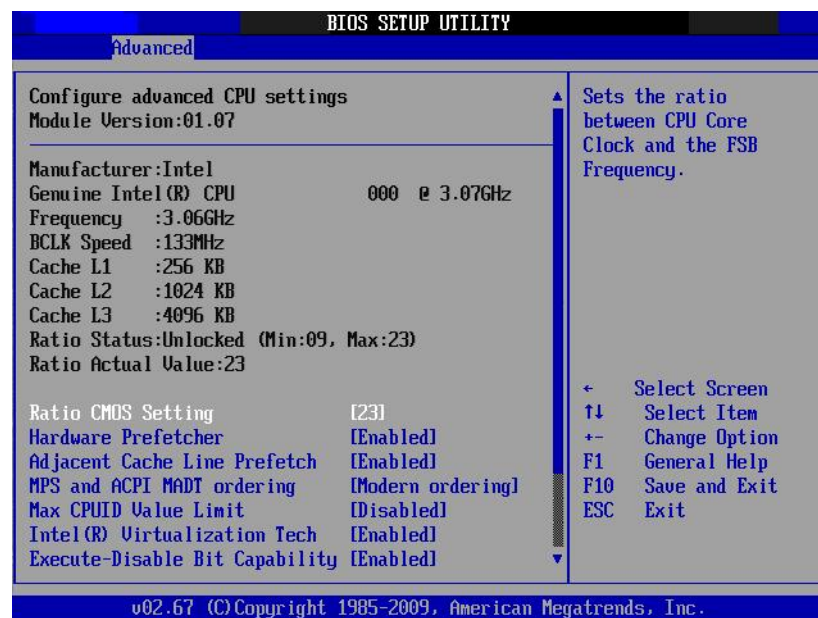 BIOS SETUP UTILITY
Advanced
Configure advanced CPU settings
Module Version:01.07
Manufacturer:Intel
Genuine Intel(R) CPU 000 @ 3.07GHz
Frequency :3.06GHz
BCLK Speed :133MHz
Cache L1 :256 KB
Cache L2 :1024 KB
Cache L3 :4096 KB
Ratio Status:Unlocked (Min:09, Max:23)
Ratio Actual Value:23
Ratio CMOS Setting [23]
Hardware Prefetcher [Enabled]
Adjacent Cache Line Prefetch [Enabled]
MPS and ACPI MADT ordering [Modern ordering]
Max CPUID Value Limit [Disabled]
Intel(R) Virtualization Tech [Enabled]
Execute-Disable Bit Capability [Enabled]
Sets the ratio
between CPU Core
Clock and the FSB
Frequency.
← Select Screen
↑↓ Select Item
+- Change Option
F1 General Help
F10 Save and Exit
ESC Exit
v02.67 (C)Copyright 1985-2009, American Megatrends, Inc.